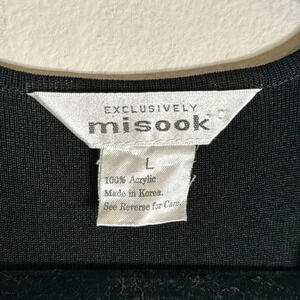 EXCLUSIVELY
misook
L
100% Acrylic
Made in Korea.
See Reverse for Care.